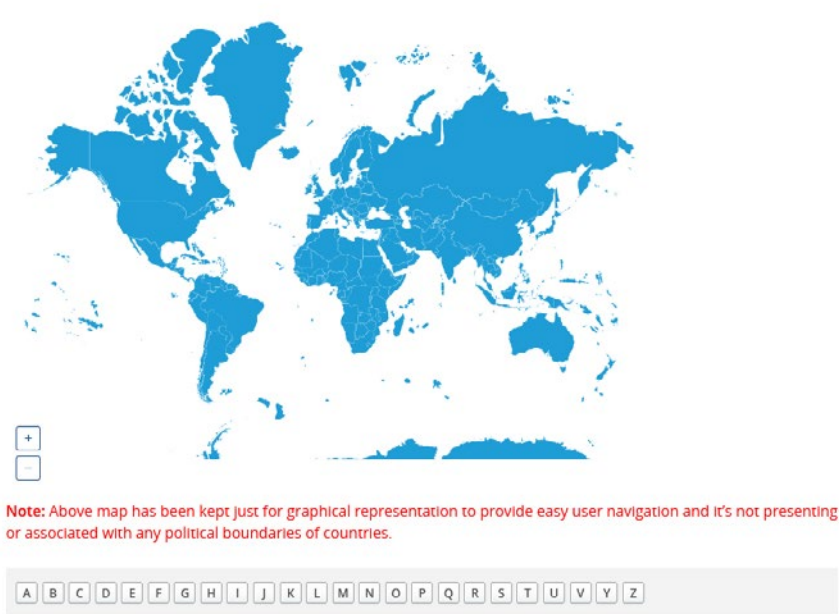 +
−
Note: Above map has been kept just for graphical representation to provide easy user navigation and it's not presenting
or associated with any political boundaries of countries.
A B C D E F G H I J K L M N O P Q R S T U V Y Z